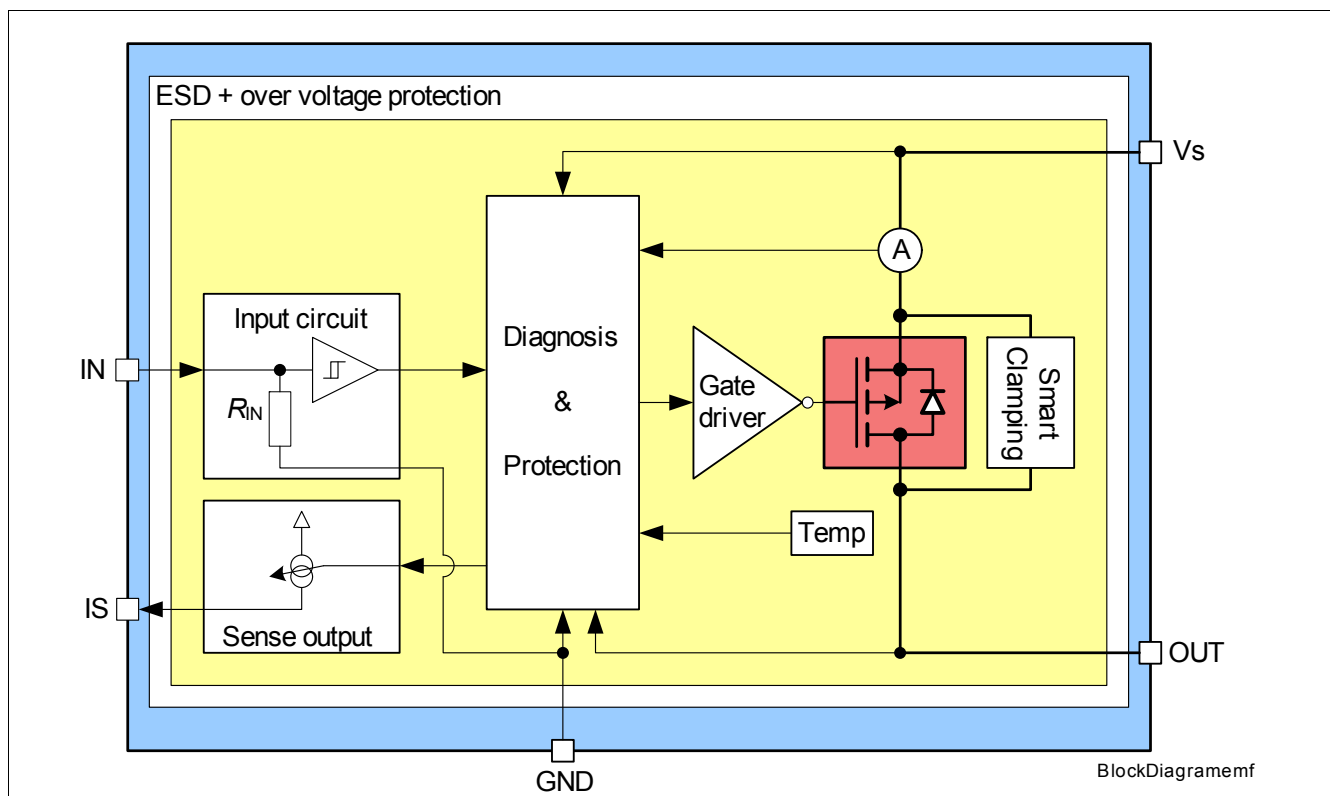 ESD + over voltage protection
Vs
A
Input circuit
Diagnosis
&
Protection
Gate
driver
Smart
Clamping
IN
RIN
Temp
IS
Sense output
OUT
GND
BlockDiagramemf